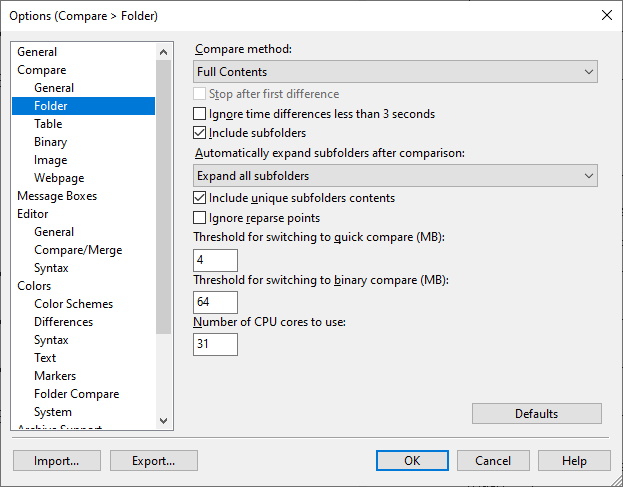 Options (Compare > Folder)
General
Compare
General
Folder
Table
Binary
Image
Webpage
Message Boxes
Editor
General
Compare/Merge
Syntax
Colors
Color Schemes
Differences
Syntax
Text
Markers
Folder Compare
System
Archive Support
Compare method:
Full Contents
Stop after first difference
Ignore time differences less than 3 seconds
Include subfolders
Automatically expand subfolders after comparison:
Expand all subfolders
Include unique subfolders contents
Ignore reparse points
Threshold for switching to quick compare (MB):
4
Threshold for switching to binary compare (MB):
64
Number of CPU cores to use:
31
Defaults
Import...
Export...
OK
Cancel
Help